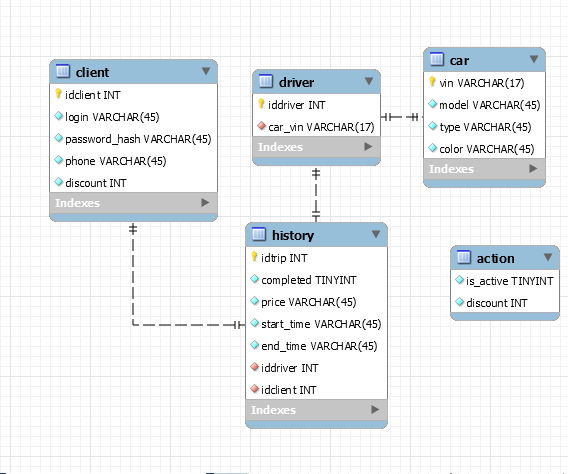 client
idclient INT
login VARCHAR(45)
password_hash VARCHAR(45)
phone VARCHAR(45)
discount INT
Indexes
driver
iddriver INT
car_vin VARCHAR(17)
Indexes
car
vin VARCHAR(17)
model VARCHAR(45)
type VARCHAR(45)
color VARCHAR(45)
Indexes
history
idtrip INT
completed TINYINT
price VARCHAR(45)
start_time VARCHAR(45)
end_time VARCHAR(45)
iddriver INT
idclient INT
Indexes
action
is_active TINYINT
discount INT